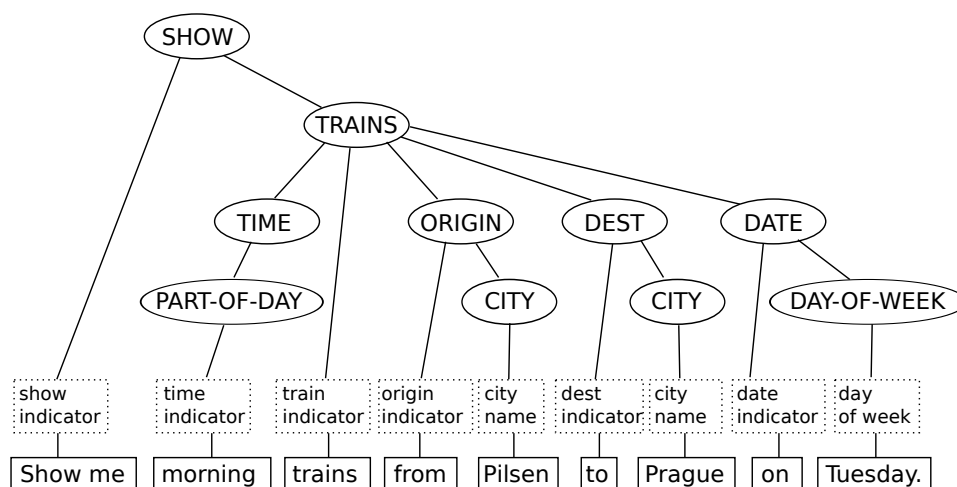 SHOW
TRAINS
TIME
ORIGIN
DEST
DATE
PART-OF-DAY
CITY
CITY
DAY-OF-WEEK
show
indicator
time
indicator
train
indicator
origin
indicator
city
name
dest
indicator
city
name
date
indicator
day
of week
Show me
morning
trains
from
Pilsen
to
Prague
on
Tuesday.